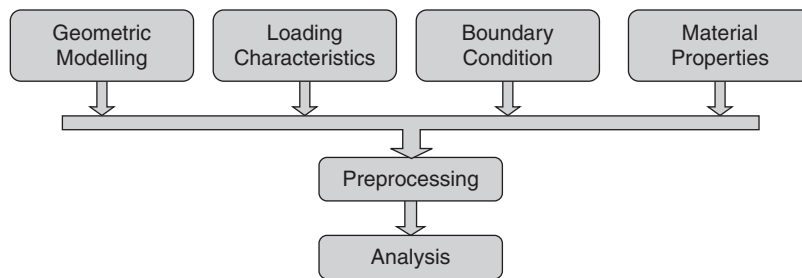 Geometric
Modelling
Loading
Characteristics
Boundary
Condition
Material
Properties
Preprocessing
Analysis